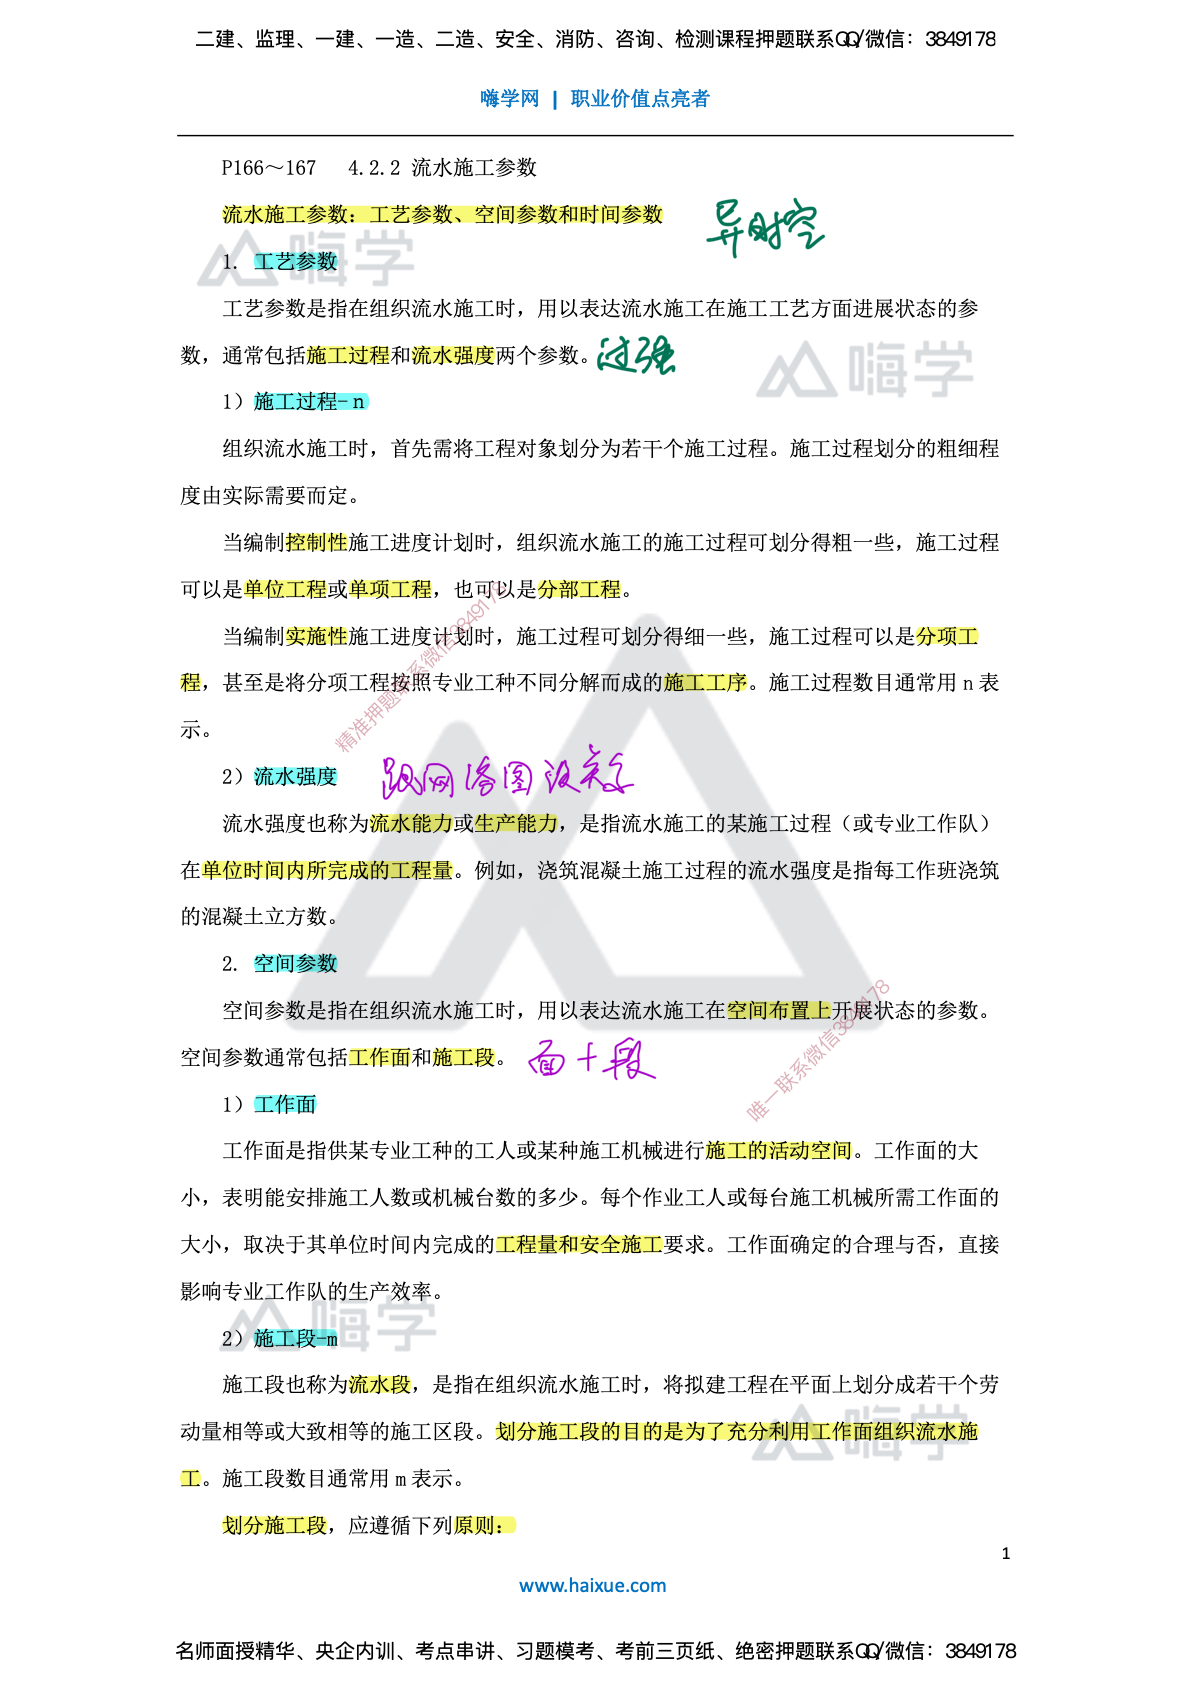 二建、监理、一建、一造、二造、安全、消防、咨询、检测课程押题联系QQ/微信：3849178
嗨学网 | 职业价值点亮者
P166～167 4.2.2 流水施工参数
流水施工参数：工艺参数、空间参数和时间参数
异时空
嗨学
1. 工艺参数
工艺参数是指在组织流水施工时，用以表达流水施工在施工工艺方面进展状态的参
数，通常包括施工过程和流水强度两个参数。过强
嗨学
1）施工过程-n
组织流水施工时，首先需将工程对象划分为若干个施工过程。施工过程划分的粗细程
度由实际需要而定。
当编制控制性施工进度计划时，组织流水施工的施工过程可划分得粗一些，施工过程
可以是单位工程或单项工程，也可以是分部工程。
当编制实施性施工进度计划时，施工过程可划分得细一些，施工过程可以是分项工
程，甚至是将分项工程按照专业工种不同分解而成的施工工序。施工过程数目通常用 n 表
示。
精准押题联系微信3849178
2）流水强度
跟网络图没关系
流水强度也称为流水能力或生产能力，是指流水施工的某施工过程（或专业工作队）
在单位时间内所完成的工程量。例如，浇筑混凝土施工过程的流水强度是指每工作班浇筑
的混凝土立方数。
2. 空间参数
空间参数是指在组织流水施工时，用以表达流水施工在空间布置上开展状态的参数。
空间参数通常包括工作面和施工段。面+段
唯一联系微信3849178
1）工作面
工作面是指供某专业工种的工人或某种施工机械进行施工的活动空间。工作面的大
小，表明能安排施工人数或机械台数的多少。每个作业工人或每台施工机械所需工作面的
大小，取决于其单位时间内完成的工程量和安全施工要求。工作面确定的合理与否，直接
影响专业工作队的生产效率。
嗨学
2）施工段-m
施工段也称为流水段，是指在组织流水施工时，将拟建工程在平面上划分成若干个劳
动量相等或大致相等的施工区段。划分施工段的目的是为了充分利用工作面组织流水施
嗨学
工。施工段数目通常用 m 表示。
划分施工段，应遵循下列原则：
1
www.haixue.com
名师面授精华、央企内训、考点串讲、习题模考、考前三页纸、绝密押题联系QQ/微信：3849178